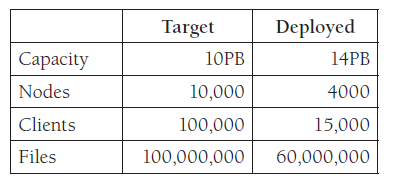 Target Deployed
Capacity 10PB 14PB
Nodes 10,000 4000
Clients 100,000 15,000
Files 100,000,000 60,000,000